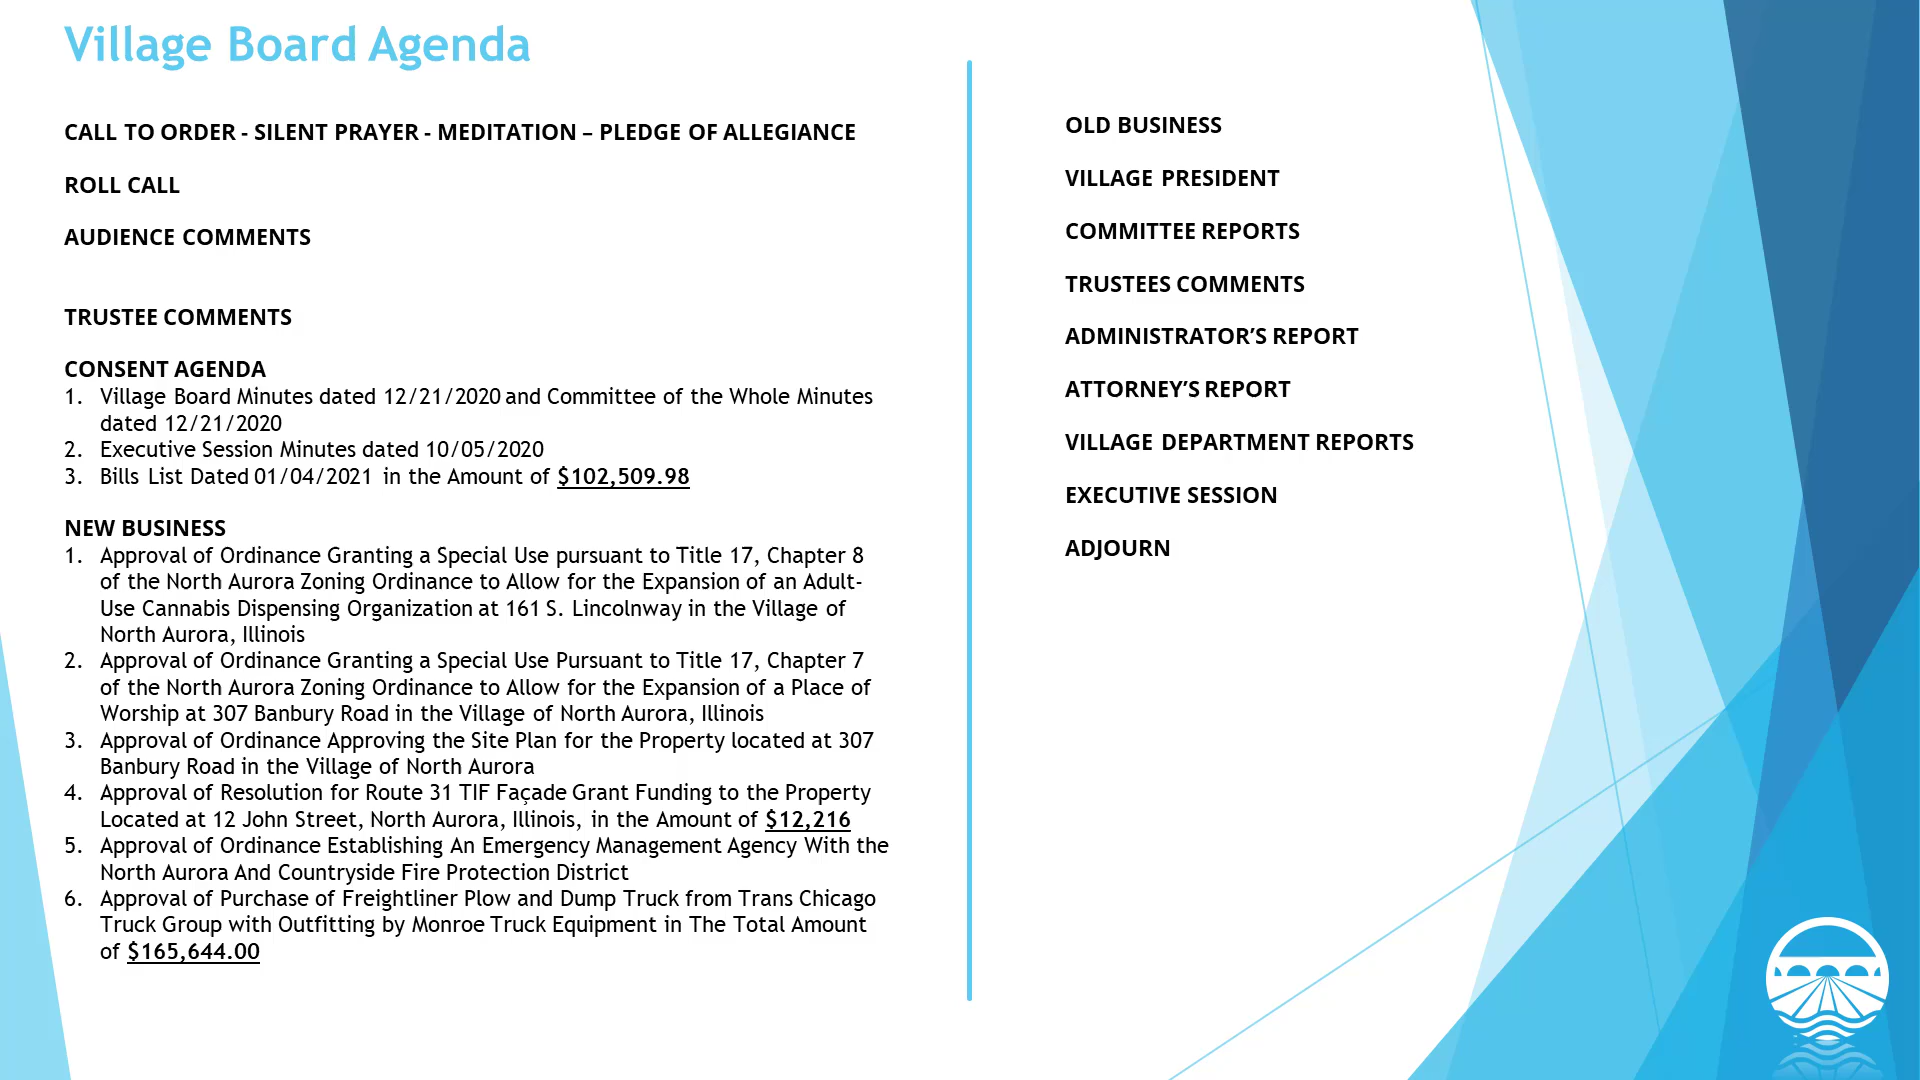 Village Board Agenda
CALL TO ORDER - SILENT PRAYER - MEDITATION – PLEDGE OF ALLEGIANCE
ROLL CALL
AUDIENCE COMMENTS
TRUSTEE COMMENTS
CONSENT AGENDA
1. Village Board Minutes dated 12/21/2020 and Committee of the Whole Minutes
dated 12/21/2020
2. Executive Session Minutes dated 10/05/2020
3. Bills List Dated 01/04/2021 in the Amount of $102,509.98
NEW BUSINESS
1. Approval of Ordinance Granting a Special Use pursuant to Title 17, Chapter 8
of the North Aurora Zoning Ordinance to Allow for the Expansion of an Adult-
Use Cannabis Dispensing Organization at 161 S. Lincolnway in the Village of
North Aurora, Illinois
2. Approval of Ordinance Granting a Special Use Pursuant to Title 17, Chapter 7
of the North Aurora Zoning Ordinance to Allow for the Expansion of a Place of
Worship at 307 Banbury Road in the Village of North Aurora, Illinois
3. Approval of Ordinance Approving the Site Plan for the Property located at 307
Banbury Road in the Village of North Aurora
4. Approval of Resolution for Route 31 TIF Façade Grant Funding to the Property
Located at 12 John Street, North Aurora, Illinois, in the Amount of $12,216
5. Approval of Ordinance Establishing An Emergency Management Agency With the
North Aurora And Countryside Fire Protection District
6. Approval of Purchase of Freightliner Plow and Dump Truck from Trans Chicago
Truck Group with Outfitting by Monroe Truck Equipment in The Total Amount
of $165,644.00
OLD BUSINESS
VILLAGE PRESIDENT
COMMITTEE REPORTS
TRUSTEES COMMENTS
ADMINISTRATOR’S REPORT
ATTORNEY’S REPORT
VILLAGE DEPARTMENT REPORTS
EXECUTIVE SESSION
ADJOURN